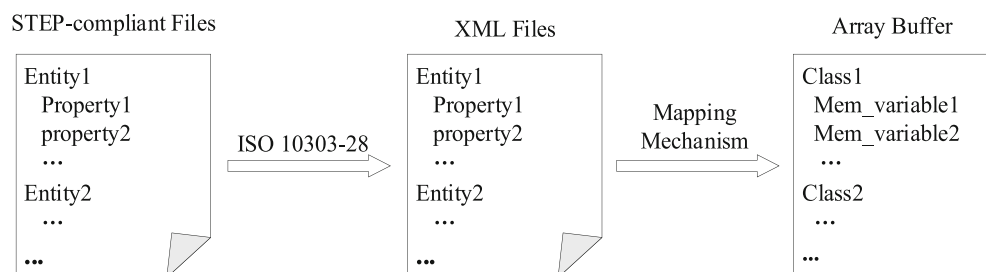 STEP-compliant Files
Entity1
Property1
property2
...
Entity2
...
...
ISO 10303-28
XML Files
Entity1
Property1
property2
...
Entity2
...
...
Mapping
Mechanism
Array Buffer
Class1
Mem_variable1
Mem_variable2
...
Class2
...
...